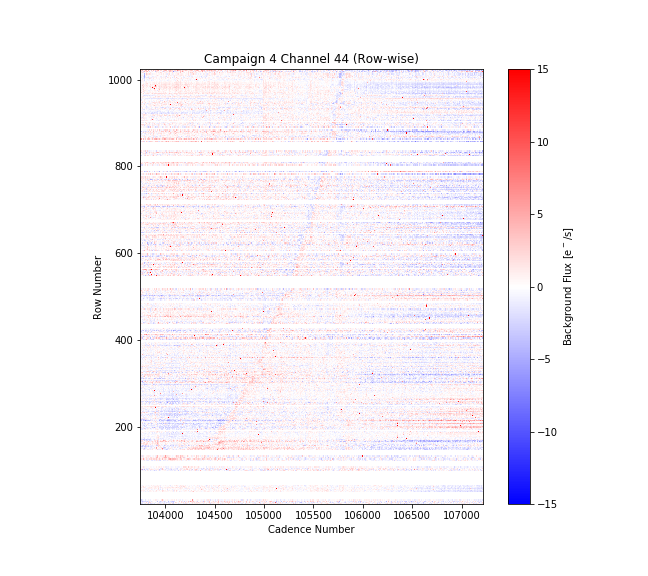 Campaign 4 Channel 44 (Row-wise)
1000
800
600
400
200
Row Number
104000 104500 105000 105500 106000 106500 107000
Cadence Number
15
10
5
0
−5
−10
−15
Background Flux [e⁻/s]